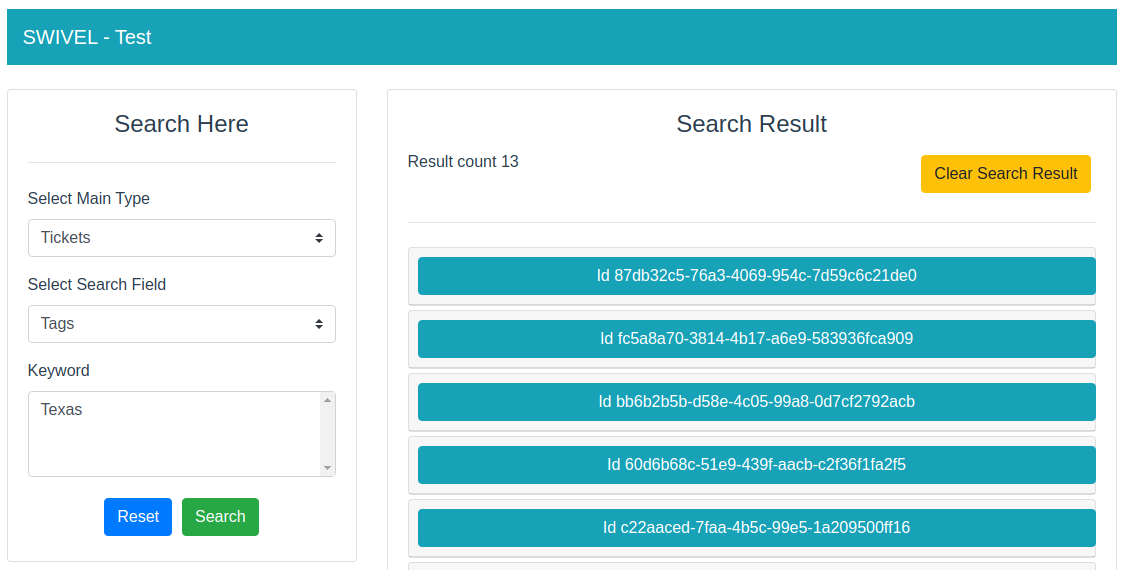 SWIVEL - Test
Search Here
Select Main Type
Tickets
Select Search Field
Tags
Keyword
Texas
Reset Search
Search Result
Result count 13
Clear Search Result
Id 87db32c5-76a3-4069-954c-7d59c6c21de0
Id fc5a8a70-3814-4b17-a6e9-583936fca909
Id bb6b2b5b-d58e-4c05-99a8-0d7cf2792acb
Id 60d6b68c-51e9-439f-aacb-c2f36f1fa2f5
Id c22aaced-7faa-4b5c-99e5-1a209500ff16